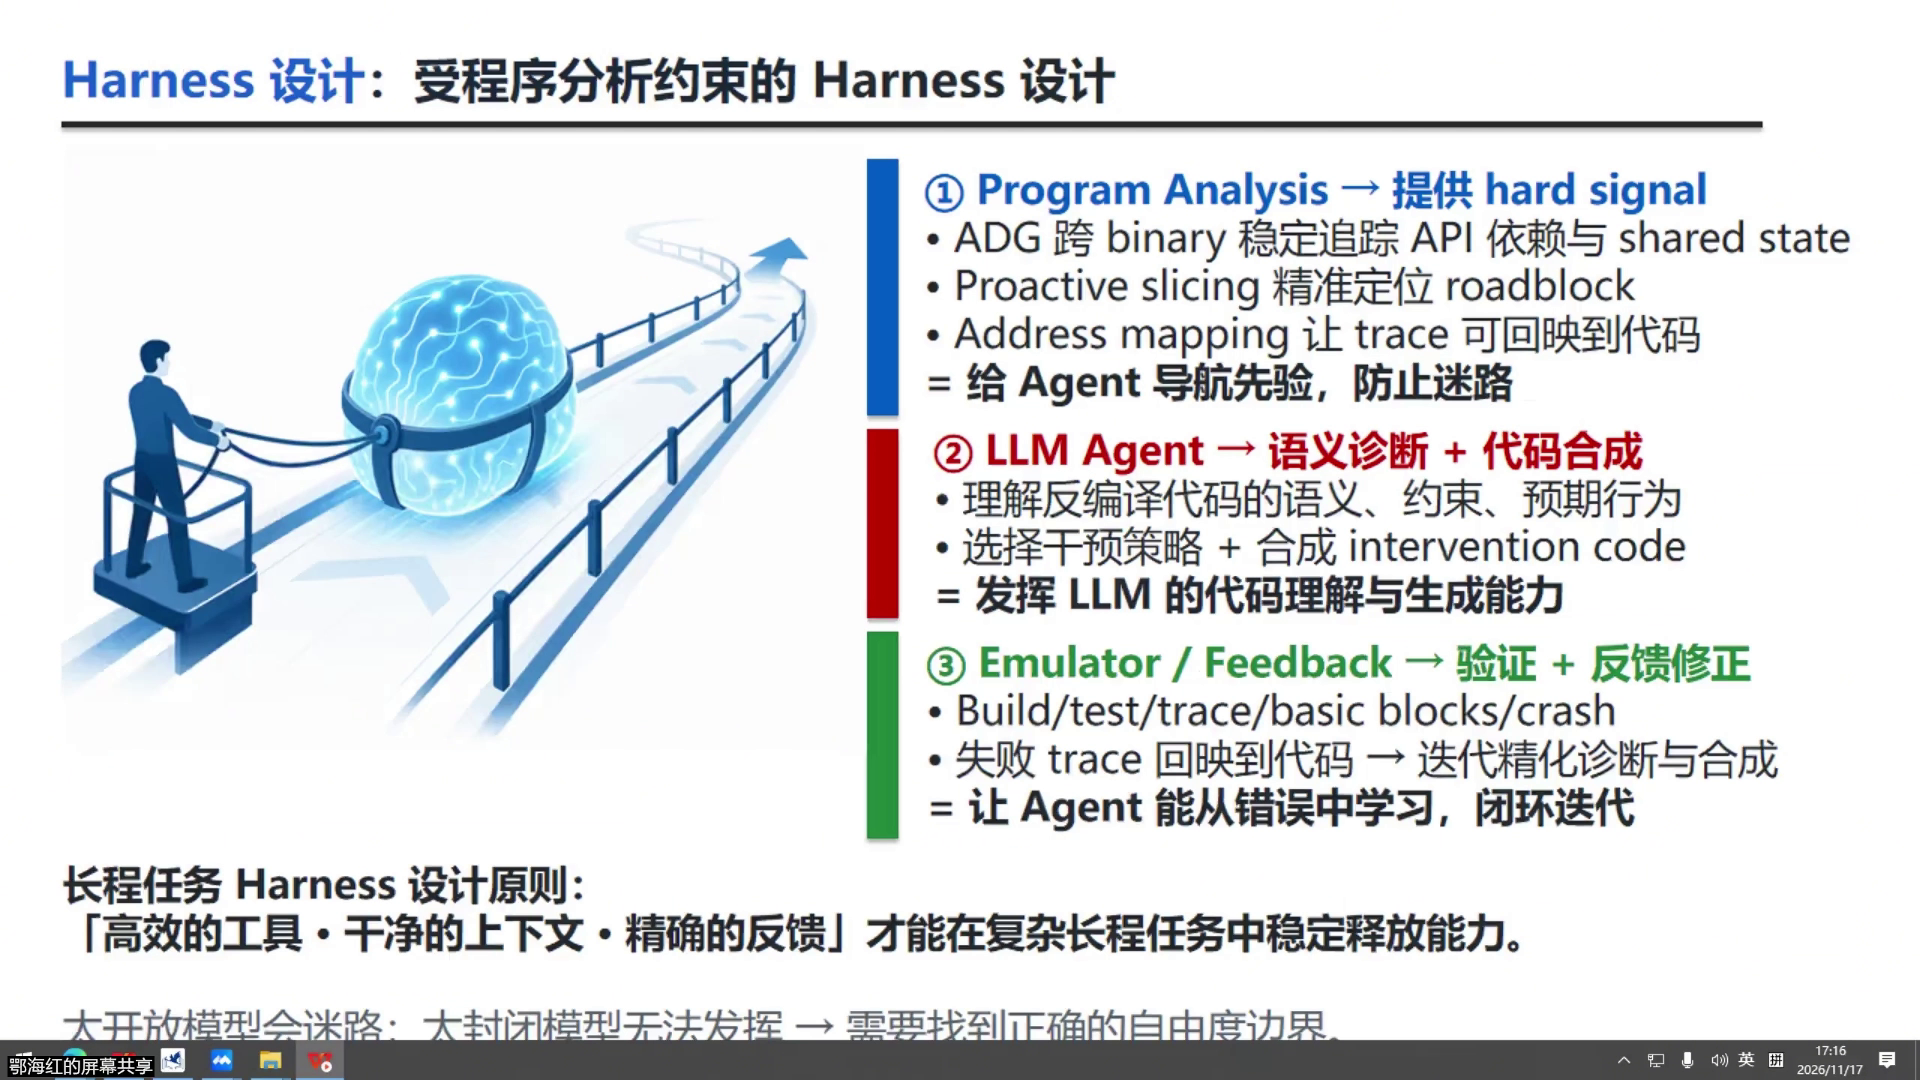 Harness 设计：受程序分析约束的 Harness 设计
① Program Analysis → 提供 hard signal
• ADG 跨 binary 稳定追踪 API 依赖与 shared state
• Proactive slicing 精准定位 roadblock
• Address mapping 让 trace 可回映到代码
= 给 Agent 导航先验，防止迷路
② LLM Agent → 语义诊断 + 代码合成
• 理解反编译代码的语义、约束、预期行为
• 选择干预策略 + 合成 intervention code
= 发挥 LLM 的代码理解与生成能力
③ Emulator / Feedback → 验证 + 反馈修正
• Build/test/trace/basic blocks/crash
• 失败 trace 回映到代码 → 迭代精化诊断与合成
= 让 Agent 能从错误中学习，闭环迭代
长程任务 Harness 设计原则：
「高效的工具・干净的上下文・精确的反馈」才能在复杂长程任务中稳定释放能力。
太开放模型会迷路；太封闭模型无法发挥 → 需要找到正确的自由度边界。
鄂海红的屏幕共享
英
拼
17:16
2026/11/17